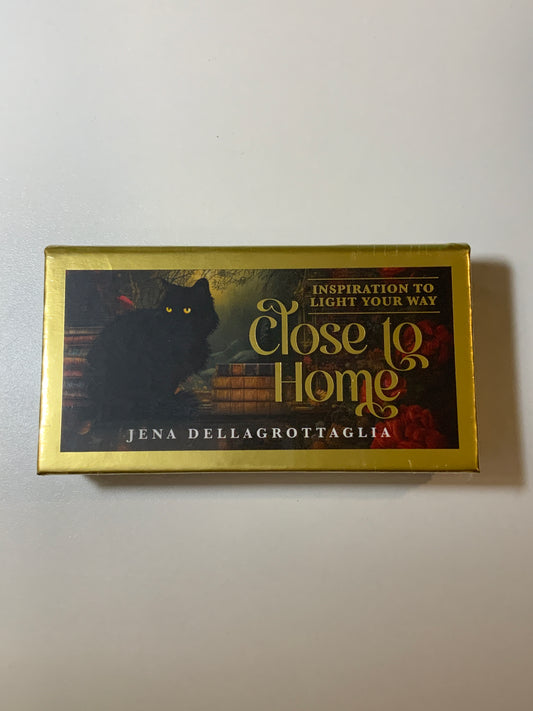 INSPIRATION TO
LIGHT YOUR WAY
Close to
Home
JENA DELLAGROTTAGLIA